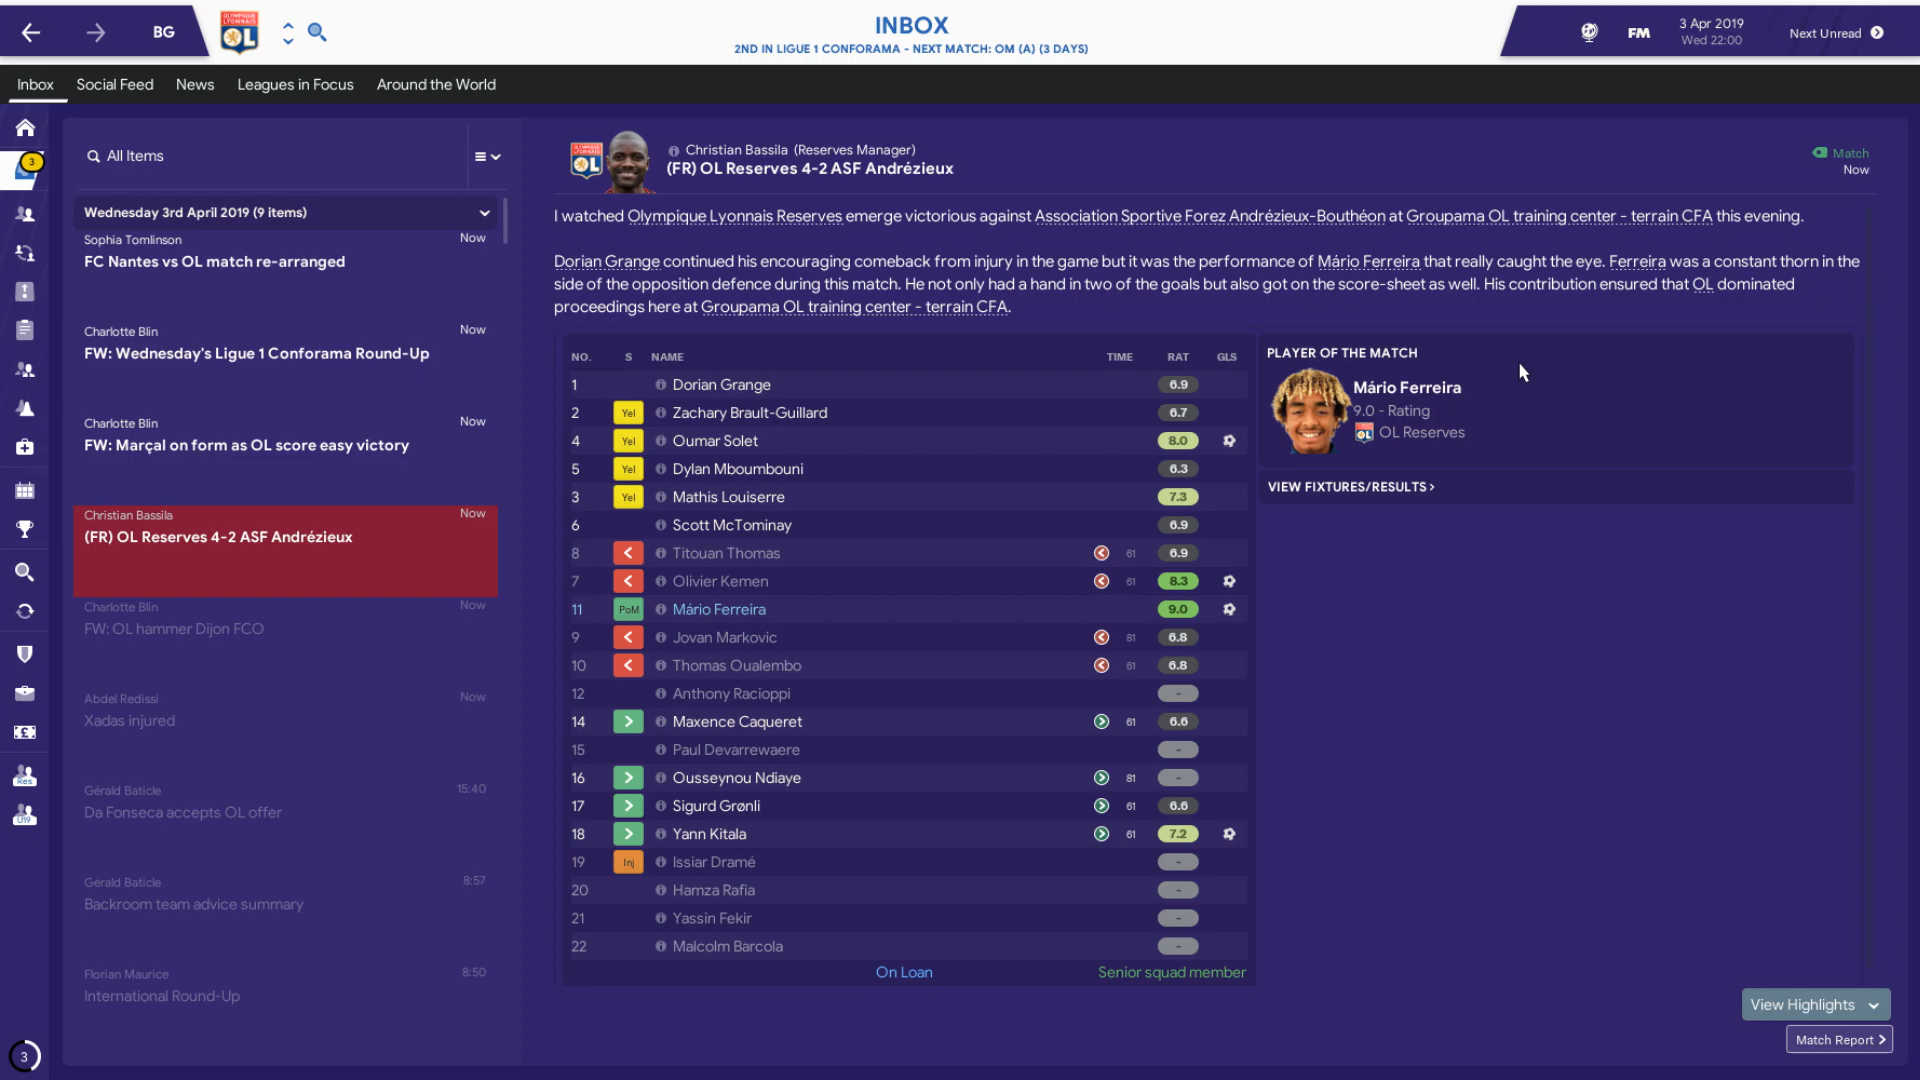 BG
INBOX
2ND IN LIGUE 1 CONFORAMA - NEXT MATCH: OM (A) (3 DAYS)
FM
3 Apr 2019
Wed 22:00
Next Unread
Inbox Social Feed News Leagues in Focus Around the World
3
All Items
Wednesday 3rd April 2019 (9 items)
Sophia Tomlinson Now
FC Nantes vs OL match re-arranged
Charlotte Blin Now
FW: Wednesday's Ligue 1 Conforama Round-Up
Charlotte Blin Now
FW: Marçal on form as OL score easy victory
Christian Bassila Now
(FR) OL Reserves 4-2 ASF Andrézieux
Charlotte Blin Now
FW: OL hammer Dijon FCO
Abdel Redissi Now
Xadas injured
Gérald Baticle 15:40
Da Fonseca accepts OL offer
Gérald Baticle 8:57
Backroom team advice summary
Florian Maurice 8:50
International Round-Up
Res
U19
3
Christian Bassila (Reserves Manager)
(FR) OL Reserves 4-2 ASF Andrézieux
Match
Now
I watched Olympique Lyonnais Reserves emerge victorious against Association Sportive Forez Andrézieux-Bouthéon at Groupama OL training center - terrain CFA this evening.
Dorian Grange continued his encouraging comeback from injury in the game but it was the performance of Mário Ferreira that really caught the eye. Ferreira was a constant thorn in the
side of the opposition defence during this match. He not only had a hand in two of the goals but also got on the score-sheet as well. His contribution ensured that OL dominated
proceedings here at Groupama OL training center - terrain CFA.
NO. S NAME TIME RAT GLS
1 Dorian Grange 6.9
2 Yel Zachary Brault-Guillard 6.7
4 Yel Oumar Solet 8.0
5 Yel Dylan Mboumbouni 6.3
3 Yel Mathis Louiserre 7.3
6 Scott McTominay 6.9
8 Titouan Thomas 61 6.9
7 Olivier Kemen 61 8.3
11 PoM Mário Ferreira 9.0
9 Jovan Markovic 81 6.8
10 Thomas Oualembo 61 6.8
12 Anthony Racioppi -
14 Maxence Caqueret 61 6.6
15 Paul Devarrewaere -
16 Ousseynou Ndiaye 81 -
17 Sigurd Grønli 61 6.6
18 Yann Kitala 61 7.2
19 Inj Issiar Dramé -
20 Hamza Rafia -
21 Yassin Fekir -
22 Malcolm Barcola -
On Loan Senior squad member
PLAYER OF THE MATCH
Mário Ferreira
9.0 - Rating
OL Reserves
VIEW FIXTURES/RESULTS >
View Highlights
Match Report >